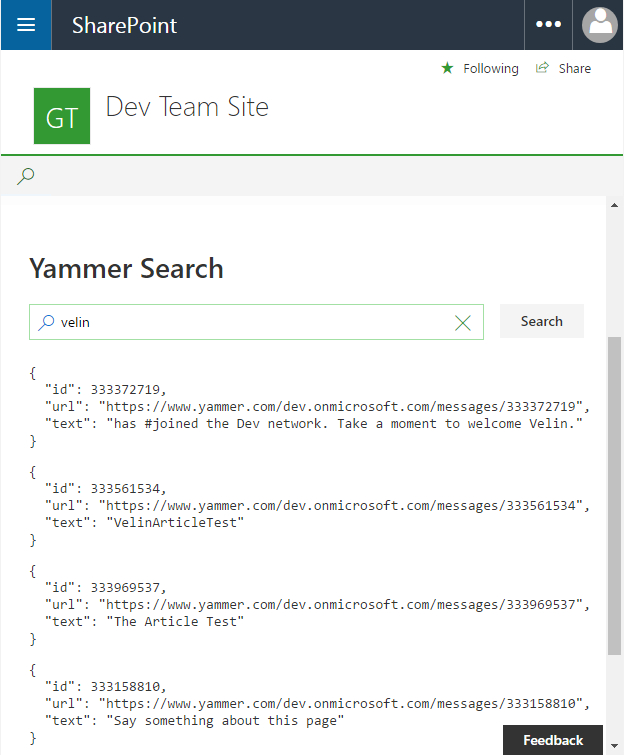 SharePoint
Following Share
GT Dev Team Site
Yammer Search
velin Search
{
"id": 333372719,
"url": "https://www.yammer.com/dev.onmicrosoft.com/messages/333372719",
"text": "has #joined the Dev network. Take a moment to welcome Velin."
}
{
"id": 333561534,
"url": "https://www.yammer.com/dev.onmicrosoft.com/messages/333561534",
"text": "VelinArticleTest"
}
{
"id": 333969537,
"url": "https://www.yammer.com/dev.onmicrosoft.com/messages/333969537",
"text": "The Article Test"
}
{
"id": 333158810,
"url": "https://www.yammer.com/dev.onmicrosoft.com/messages/333158810",
"text": "Say something about this page"
}
Feedback